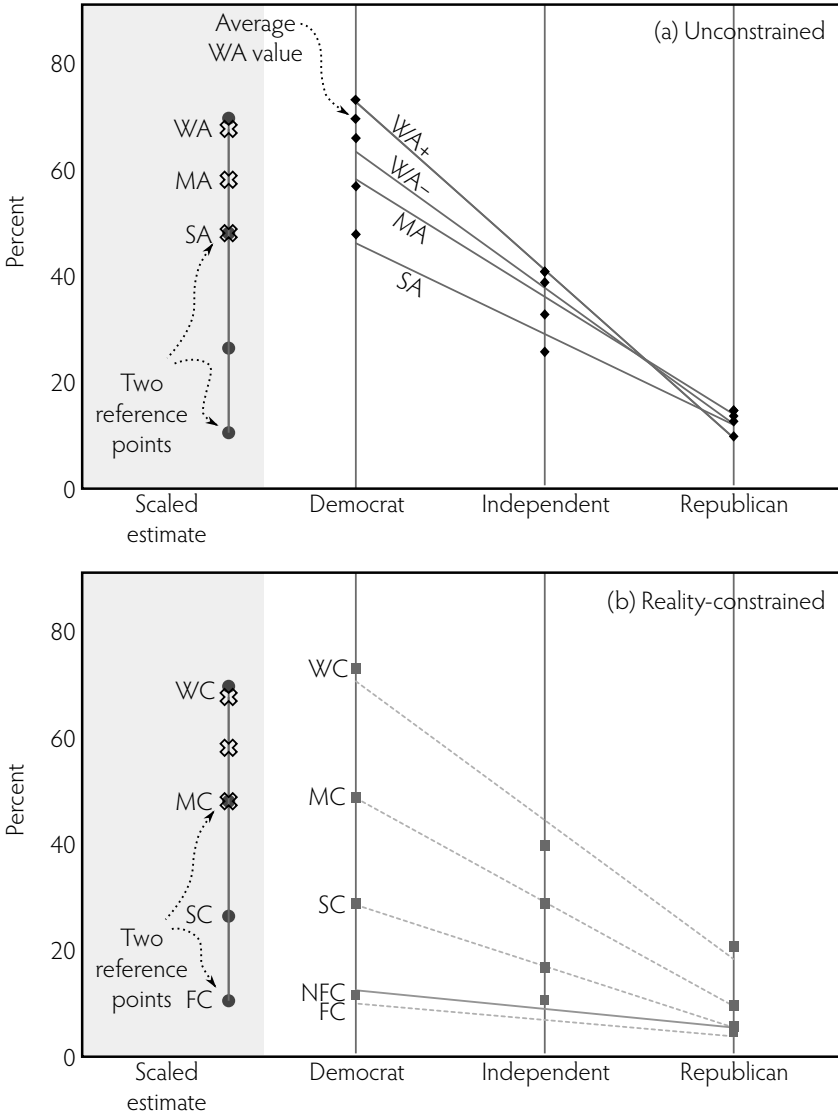 (a) Unconstrained
Average
WA value
80
60
40
20
0
Percent
WA
MA
SA
Two
reference
points
WA+
WA–
MA
SA
Scaled
estimate
Democrat
Independent
Republican
(b) Reality-constrained
80
60
40
20
0
Percent
WC
MC
SC
FC
Two
reference
points
WC
MC
SC
NFC
FC
Scaled
estimate
Democrat
Independent
Republican